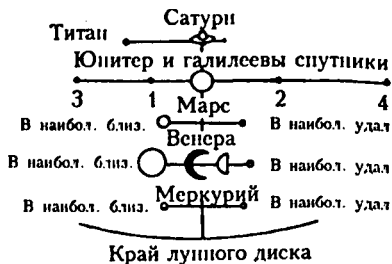 Сатурн
Титан
Юпитер и галилеевы спутники
3 1 2 4
Марс
В наибол. близ. В наибол. удал
Венера
В наибол. близ. В наибол. удал
Меркурий
В наибол. близ. В наибол. удал
Край лунного диска